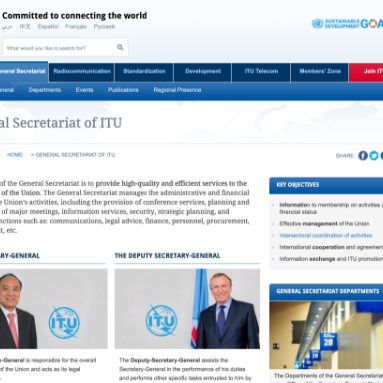 Committed to connecting the world
عربي 中文 Español Français Русский
SUSTAINABLE
DEVELOPMENT GOA
What would you like to search for?
General Secretariat Radiocommunication Standardization Development ITU Telecom Members' Zone Join IT
neral Departments Events Publications Regional Presence
al Secretariat of ITU
HOME > GENERAL SECRETARIAT OF ITU
SHARE
of the General Secretariat is to provide high-quality and efficient services to the
of the Union. The General Secretariat manages the administrative and financial
he Union's activities, including the provision of conference services, planning and
of major meetings, information services, security, strategic planning, and
nctions such as: communications, legal advice, finance, personnel, procurement,
t, etc.
KEY OBJECTIVES
Information to membership on activities a
financial status
Effective management of the Union
Intersectoral coordination of activities
International cooperation and agreemen
Information exchange and ITU promotion
RY-GENERAL
THE DEPUTY SECRETARY-GENERAL
ITU
ITU
y-General is responsible for the overall
of the Union and acts as its legal
The Deputy-Secretary General assists the
Secretary-General in the performance of his duties
and performs other specific tasks entrusted to him by
GENERAL SECRETARIAT DEPARTMENTS
28
The Departments of the General Secretariat